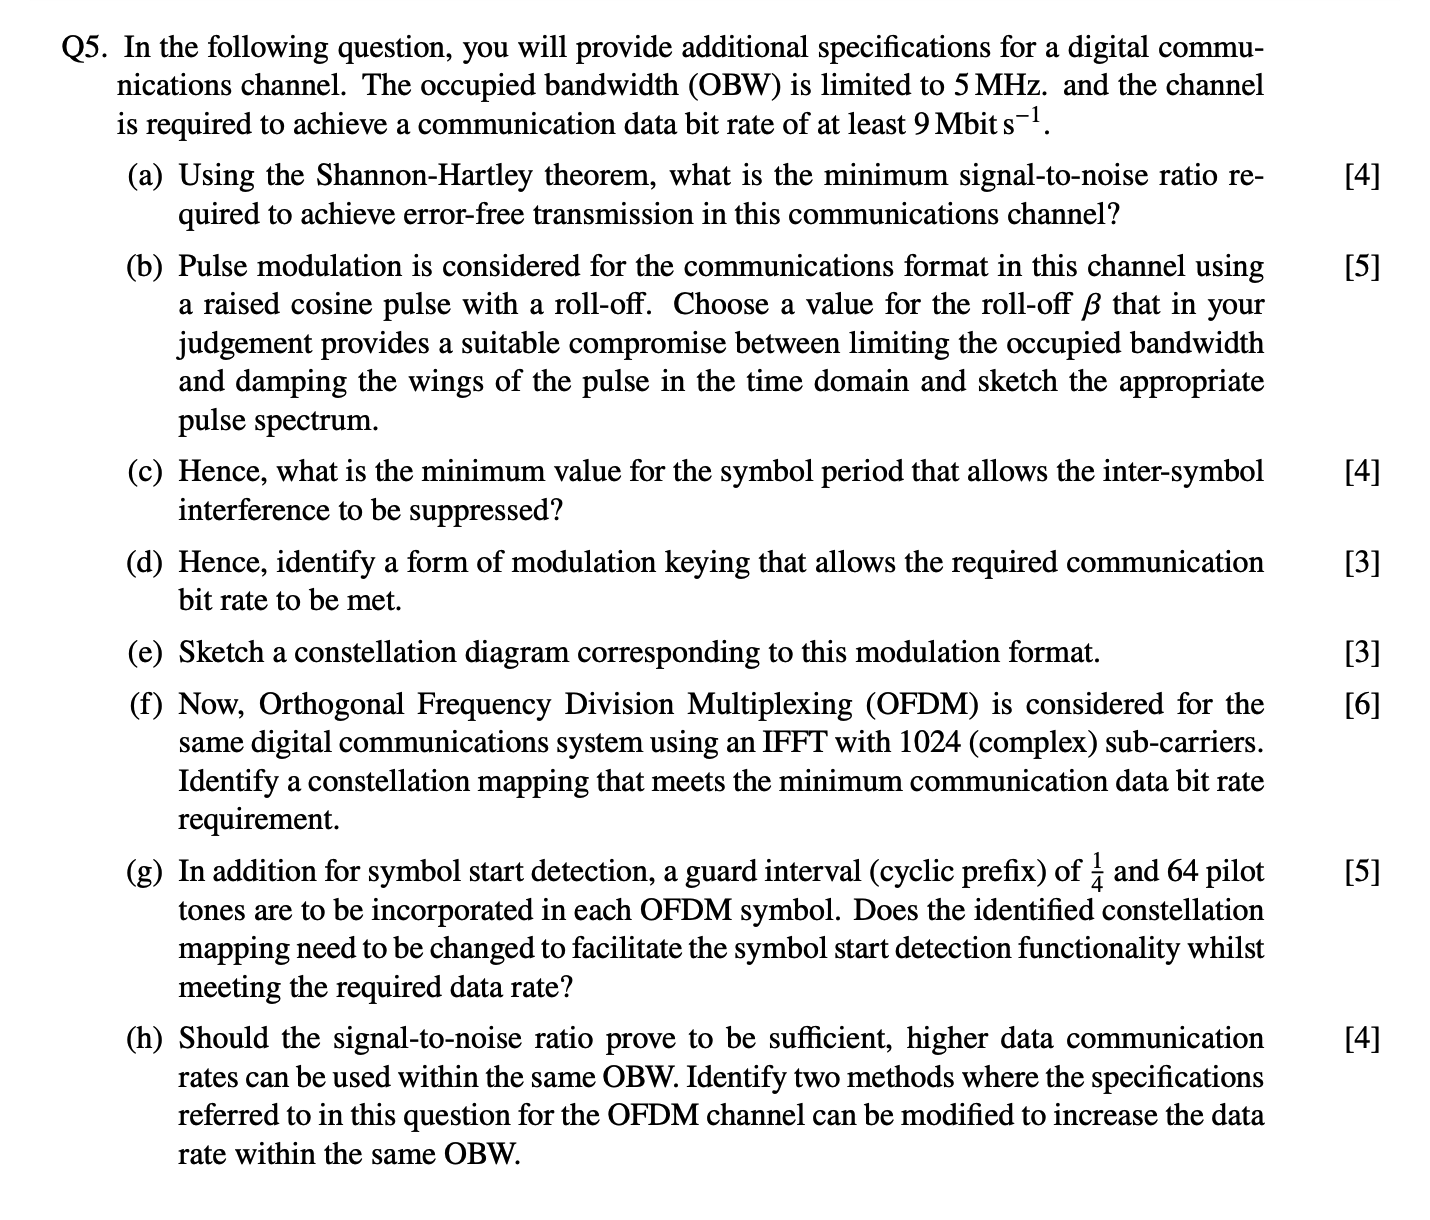 Q5. In the following question, you will provide additional specifications for a digital commu-
nications channel. The occupied bandwidth (OBW) is limited to 5 MHz. and the channel
is required to achieve a communication data bit rate of at least 9 Mbit s⁻¹.
(a) Using the Shannon-Hartley theorem, what is the minimum signal-to-noise ratio re- [4]
quired to achieve error-free transmission in this communications channel?
(b) Pulse modulation is considered for the communications format in this channel using [5]
a raised cosine pulse with a roll-off. Choose a value for the roll-off β that in your
judgement provides a suitable compromise between limiting the occupied bandwidth
and damping the wings of the pulse in the time domain and sketch the appropriate
pulse spectrum.
(c) Hence, what is the minimum value for the symbol period that allows the inter-symbol [4]
interference to be suppressed?
(d) Hence, identify a form of modulation keying that allows the required communication [3]
bit rate to be met.
(e) Sketch a constellation diagram corresponding to this modulation format. [3]
(f) Now, Orthogonal Frequency Division Multiplexing (OFDM) is considered for the [6]
same digital communications system using an IFFT with 1024 (complex) sub-carriers.
Identify a constellation mapping that meets the minimum communication data bit rate
requirement.
(g) In addition for symbol start detection, a guard interval (cyclic prefix) of 1/4 and 64 pilot [5]
tones are to be incorporated in each OFDM symbol. Does the identified constellation
mapping need to be changed to facilitate the symbol start detection functionality whilst
meeting the required data rate?
(h) Should the signal-to-noise ratio prove to be sufficient, higher data communication [4]
rates can be used within the same OBW. Identify two methods where the specifications
referred to in this question for the OFDM channel can be modified to increase the data
rate within the same OBW.